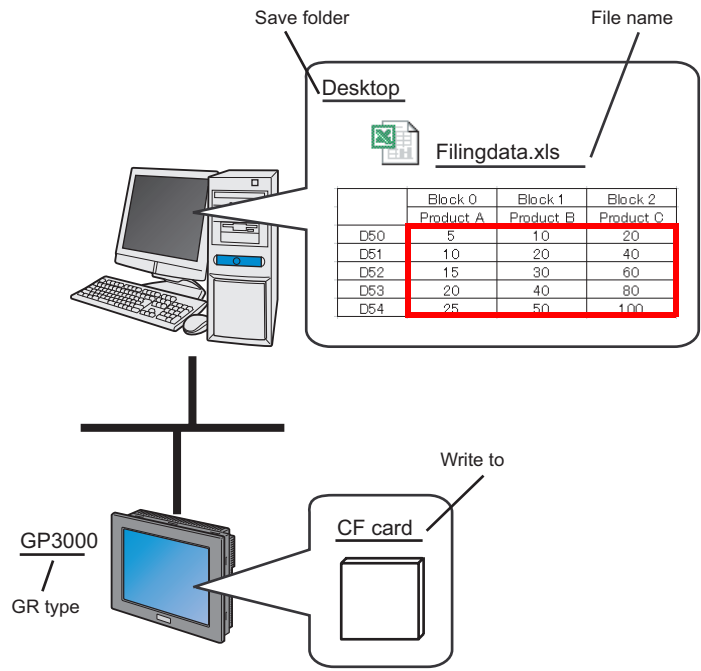 Save folder
File name
Desktop
Filingdata.xls
Block 0 Block 1 Block 2
Product A Product B Product C
D50 5 10 20
D51 10 20 40
D52 15 30 60
D53 20 40 80
D54 25 50 100
Write to
CF card
GP3000
GR type